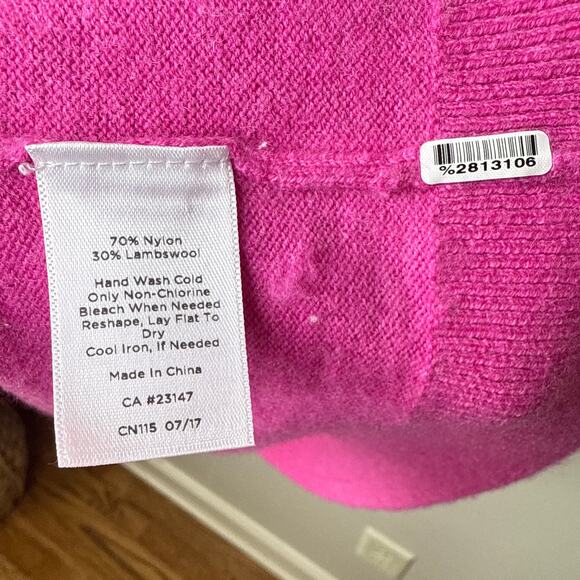 %2813106
70% Nylon
30% Lambswool
Hand Wash Cold
Only Non-Chlorine
Bleach When Needed
Reshape, Lay Flat To
Dry
Cool Iron, If Needed
Made In China
CA #23147
CN115 07/17